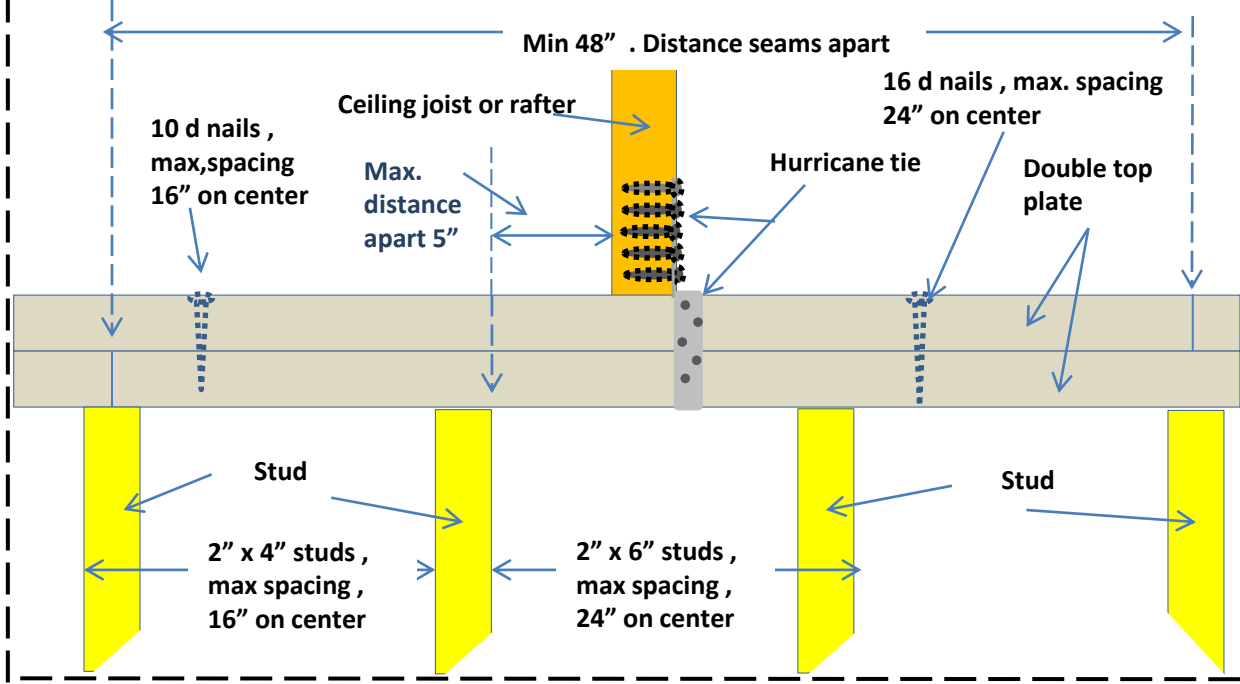 Min 48” . Distance seams apart
Ceiling joist or rafter
16 d nails , max. spacing
24” on center
10 d nails ,
max,spacing
16” on center
Max.
distance
apart 5”
Hurricane tie
Double top
plate
Stud
Stud
2” x 4” studs ,
max spacing ,
16” on center
2” x 6” studs ,
max spacing ,
24” on center